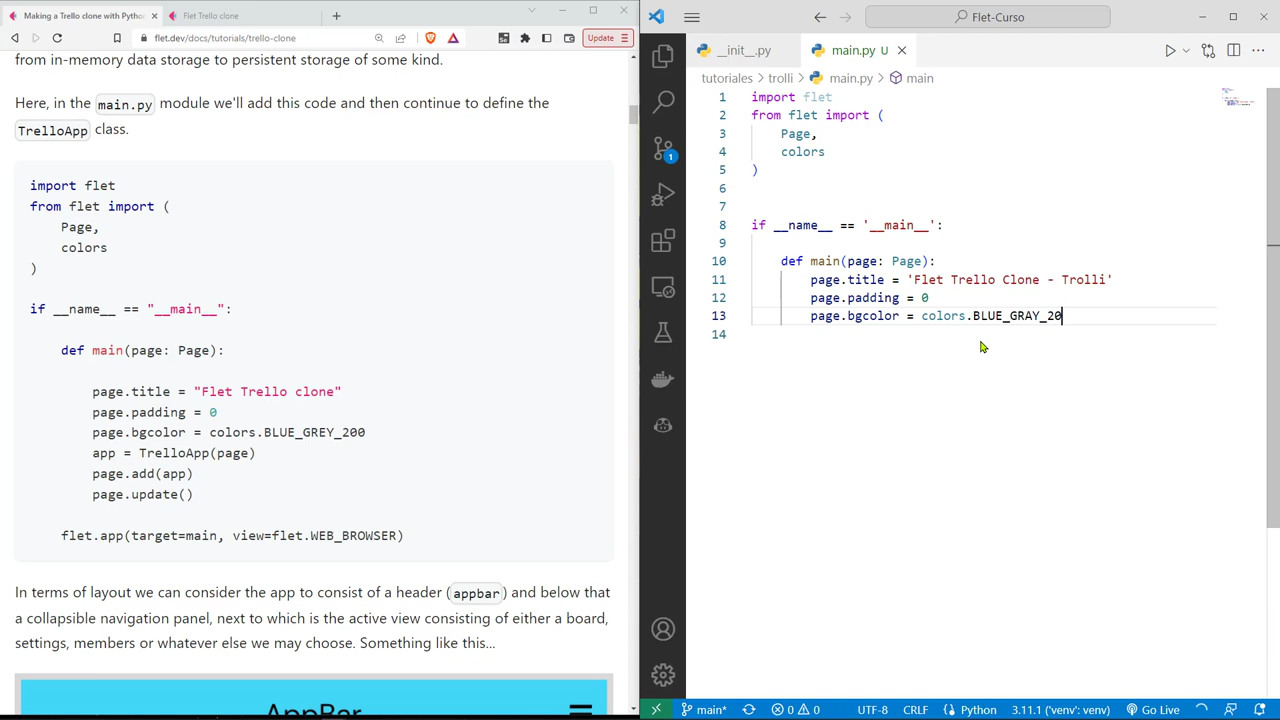 Making a Trello clone with Pytho
Flet Trello clone
flet.dev/docs/tutorials/trello-clone
Update
from in-memory data storage to persistent storage of some kind.
Here, in the main.py module we'll add this code and then continue to define the
TrelloApp class.
import flet
from flet import (
Page,
colors
)
if __name__ == "__main__":
def main(page: Page):
page.title = "Flet Trello clone"
page.padding = 0
page.bgcolor = colors.BLUE_GREY_200
app = TrelloApp(page)
page.add(app)
page.update()
flet.app(target=main, view=flet.WEB_BROWSER)
In terms of layout we can consider the app to consist of a header (appbar) and below that
a collapsible navigation panel, next to which is the active view consisting of either a board,
settings, members or whatever else we may choose. Something like this...
AppBar
Flet-Curso
__init__.py
main.py U
tutoriales > trolli > main.py > main
1 import flet
2 from flet import (
3 Page,
4 colors
5 )
6
7
8 if __name__ == '__main__':
9
10 def main(page: Page):
11 page.title = 'Flet Trello Clone - Trolli'
12 page.padding = 0
13 page.bgcolor = colors.BLUE_GRAY_20
14
1
main*
0 0
UTF-8
CRLF
Python
3.11.1 ('venv': venv)
Go Live